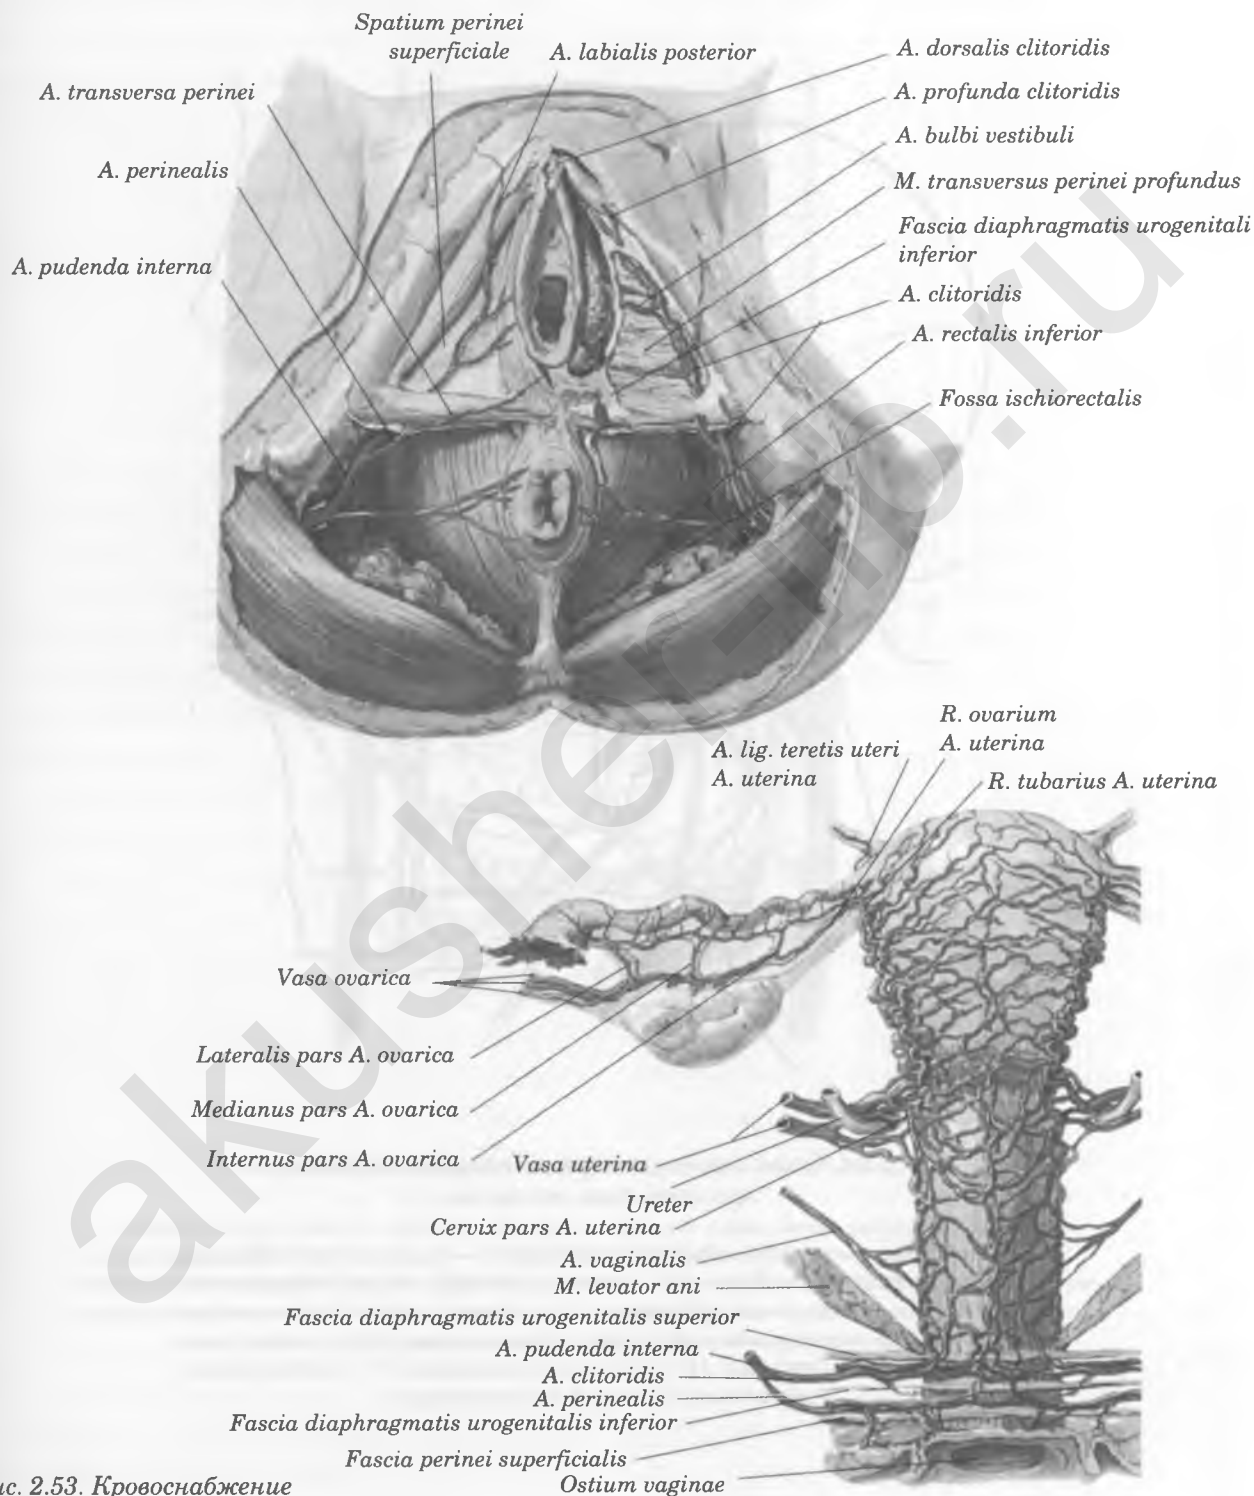 Spatium perinei
superficiale
A. labialis posterior
A. dorsalis clitoridis
A. transversa perinei
A. profunda clitoridis
A. bulbi vestibuli
A. perinealis
M. transversus perinei profundus
Fascia diaphragmatis urogenitali
inferior
A. pudenda interna
A. clitoridis
A. rectalis inferior
Fossa ischiorectalis
R. ovarium
A. uterina
A. lig. teretis uteri
A. uterina
R. tubarius A. uterina
Vasa ovarica
Lateralis pars A. ovarica
Medianus pars A. ovarica
Internus pars A. ovarica
Vasa uterina
Ureter
Cervix pars A. uterina
A. vaginalis
M. levator ani
Fascia diaphragmatis urogenitalis superior
A. pudenda interna
A. clitoridis
A. perinealis
Fascia diaphragmatis urogenitalis inferior
Fascia perinei superficialis
Ostium vaginae
ис. 2.53. Кровоснабжение
akusher-lib.ru